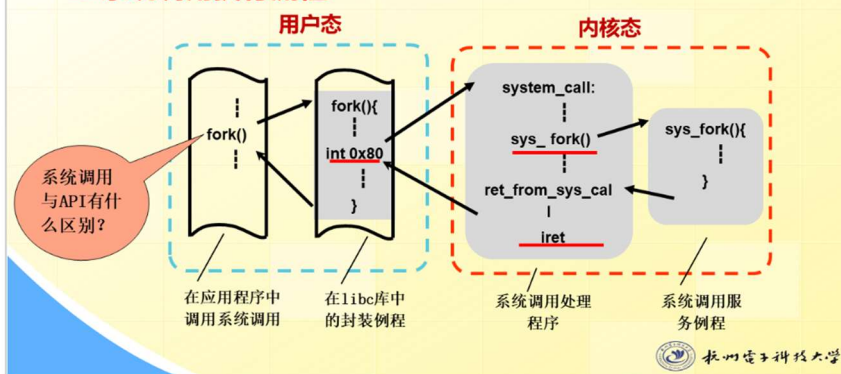 用户态
内核态
fork()
fork(){
int 0x80
}
system_call:
sys_ fork()
ret_from_sys_cal
l
iret
sys_fork(){
}
系统调用
与API有什
么区别？
在应用程序中
调用系统调用
在libc库中
的封装例程
系统调用处理
程序
系统调用服
务例程
杭州电子科技大学